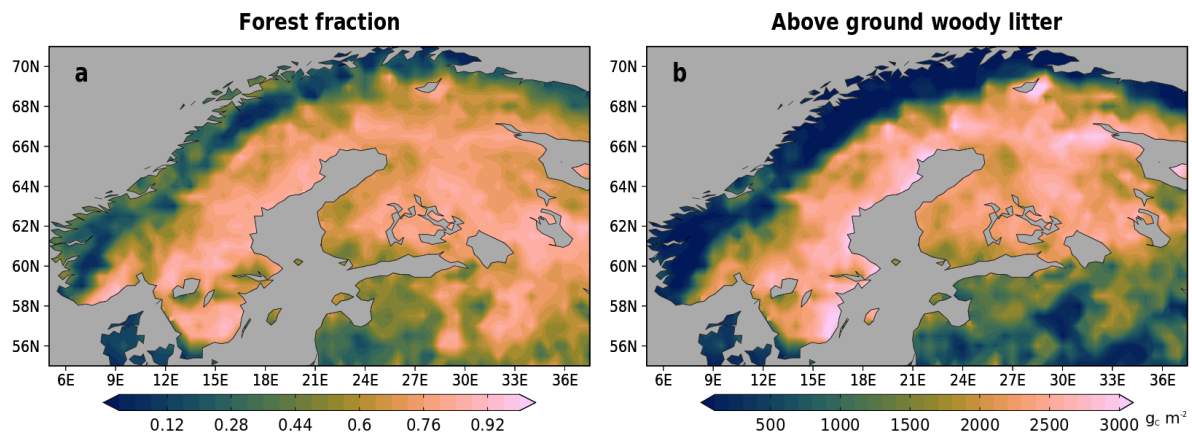 Forest fraction
Above ground woody litter
a
b
70N
68N
66N
64N
62N
60N
58N
56N
6E 9E 12E 15E 18E 21E 24E 27E 30E 33E 36E
70N
68N
66N
64N
62N
60N
58N
56N
6E 9E 12E 15E 18E 21E 24E 27E 30E 33E 36E
0.12 0.28 0.44 0.6 0.76 0.92
500 1000 1500 2000 2500 3000 g_c m⁻²